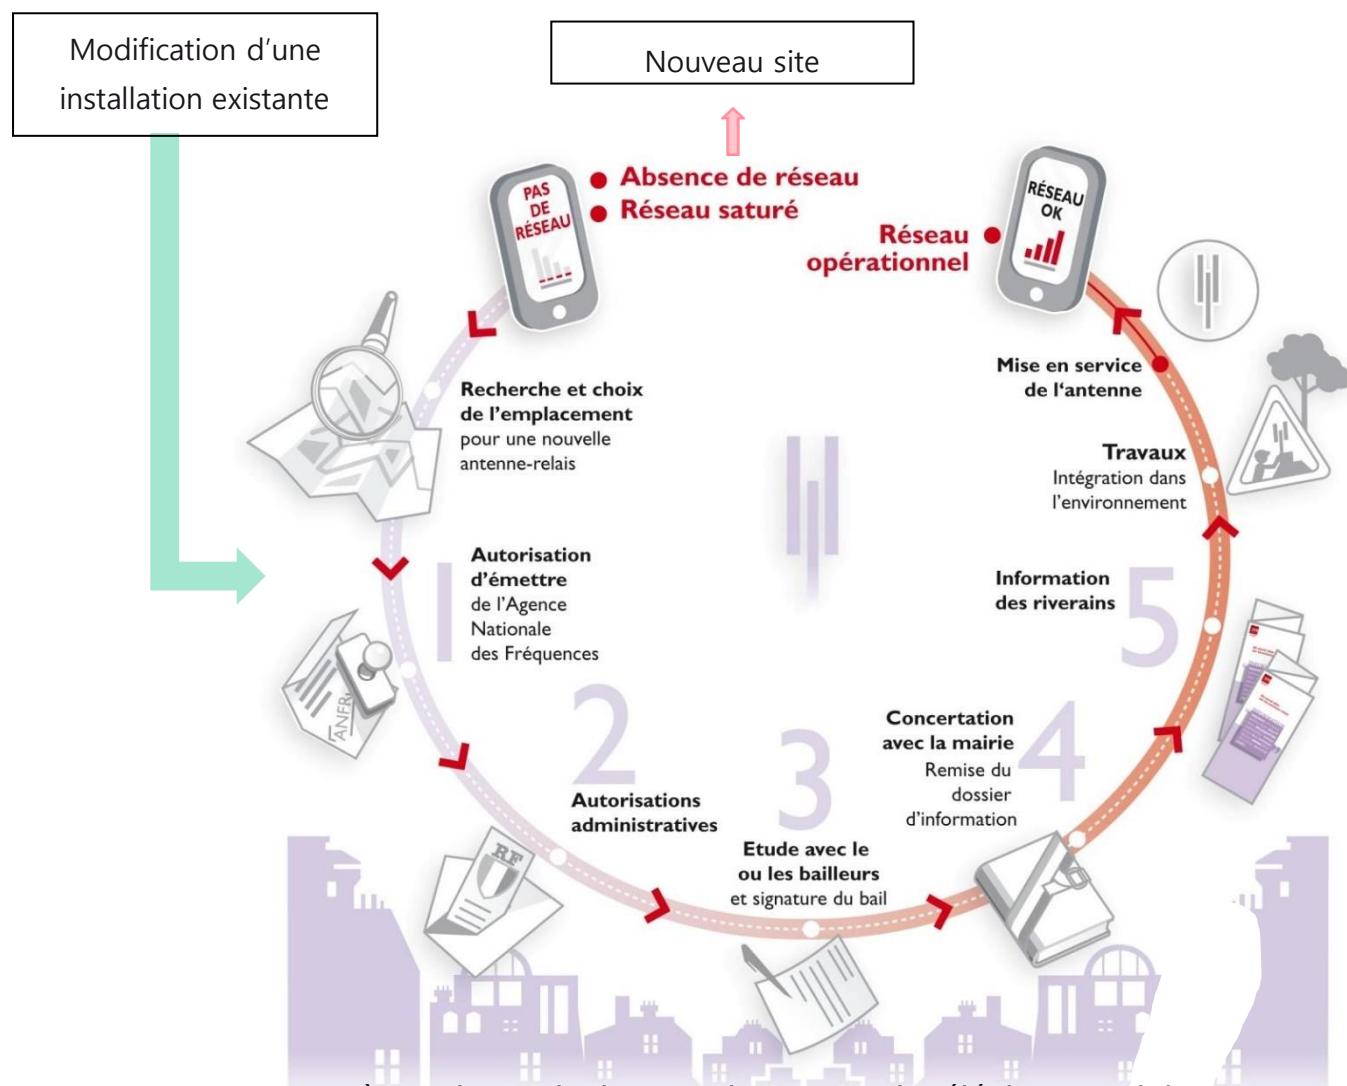 Modification d’une
installation existante
Nouveau site
PAS
DE
RÉSEAU
Absence de réseau
Réseau saturé
RÉSEAU
OK
Réseau
opérationnel
Recherche et choix
de l’emplacement
pour une nouvelle
antenne-relais
Mise en service
de l‘antenne
Travaux
Intégration dans
l’environnement
1
Autorisation
d’émettre
de l’Agence
Nationale
des Fréquences
ANFR
5
Information
des riverains
2
Autorisations
administratives
RF
3
Etude avec le
ou les bailleurs
et signature du bail
4
Concertation
avec la mairie
Remise du
dossier
d’information